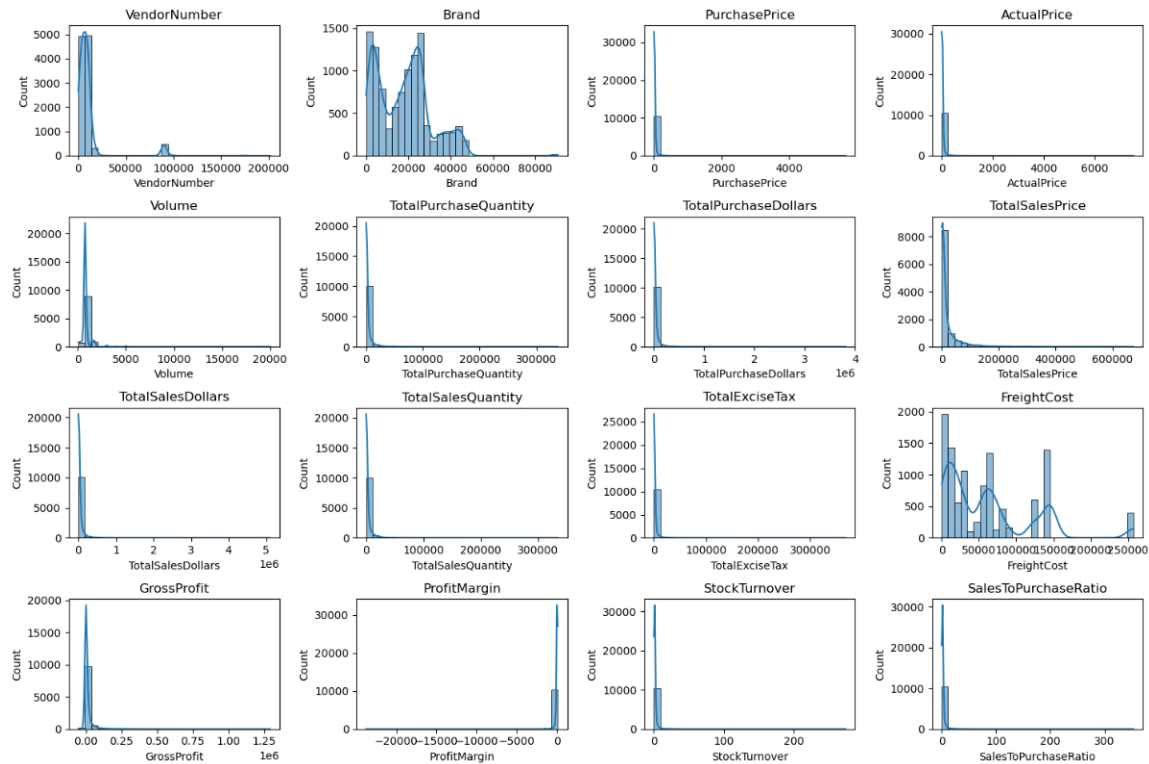 VendorNumber
Brand
PurchasePrice
ActualPrice
Count
5000
4000
3000
2000
1000
0
0
50000
100000
150000
200000
VendorNumber
Count
1500
1000
500
0
0
20000
40000
60000
80000
Brand
Count
30000
20000
10000
0
0
2000
4000
PurchasePrice
Count
30000
20000
10000
0
0
2000
4000
6000
ActualPrice
Volume
TotalPurchaseQuantity
TotalPurchaseDollars
TotalSalesPrice
Count
20000
15000
10000
5000
0
0
5000
10000
15000
20000
Volume
Count
20000
15000
10000
5000
0
0
100000
200000
300000
TotalPurchaseQuantity
Count
20000
15000
10000
5000
0
0
1
2
3
4
1e6
TotalPurchaseDollars
Count
8000
6000
4000
2000
0
0
200000
400000
600000
TotalSalesPrice
TotalSalesDollars
TotalSalesQuantity
TotalExciseTax
FreightCost
Count
20000
15000
10000
5000
0
0
1
2
3
4
5
1e6
TotalSalesDollars
Count
20000
15000
10000
5000
0
0
100000
200000
300000
TotalSalesQuantity
Count
25000
20000
15000
10000
5000
0
0
100000
200000
300000
TotalExciseTax
Count
2000
1500
1000
500
0
0
50000
100000
150000
200000
250000
FreightCost
GrossProfit
ProfitMargin
StockTurnover
SalesToPurchaseRatio
Count
20000
15000
10000
5000
0
0.00
0.25
0.50
0.75
1.00
1.25
1e6
GrossProfit
Count
30000
20000
10000
0
−20000
−15000
−10000
−5000
0
ProfitMargin
Count
30000
20000
10000
0
0
100
200
StockTurnover
Count
30000
20000
10000
0
0
100
200
300
SalesToPurchaseRatio